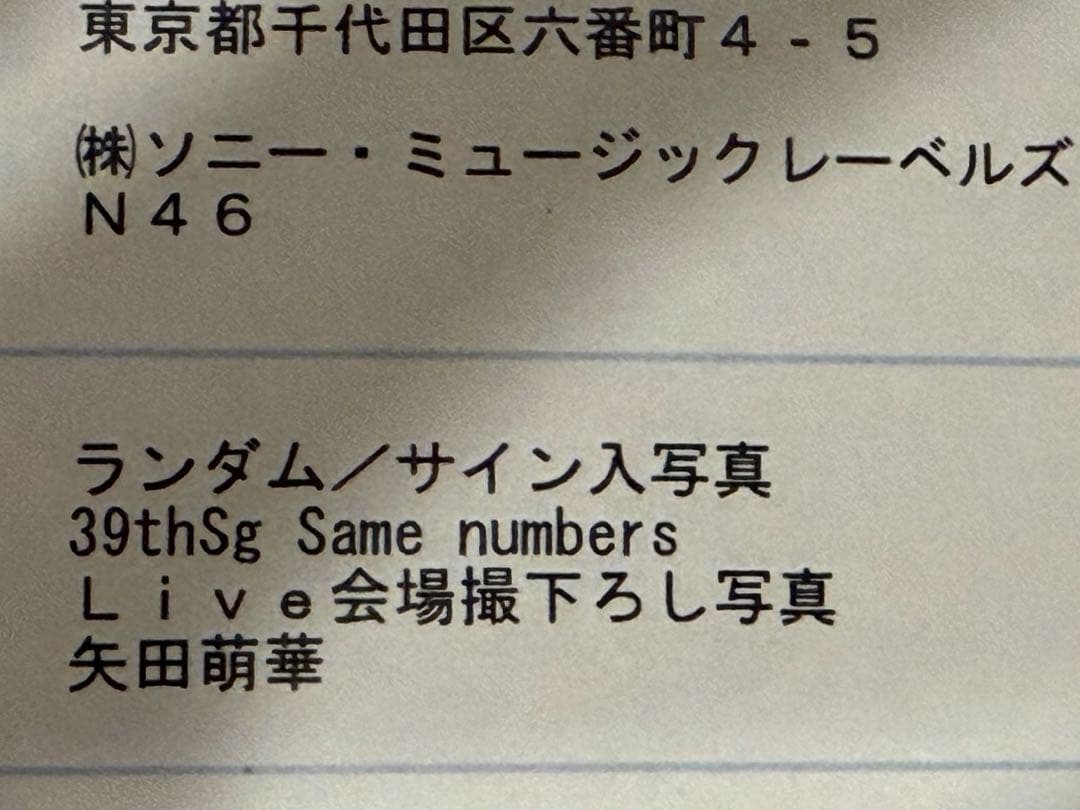 東京都千代田区六番町４-５
㈱ソニー・ミュージックレーベルズ
Ｎ４６
ランダム／サイン入写真
39thSg Same numbers
Ｌｉｖｅ会場撮下ろし写真
矢田萌華